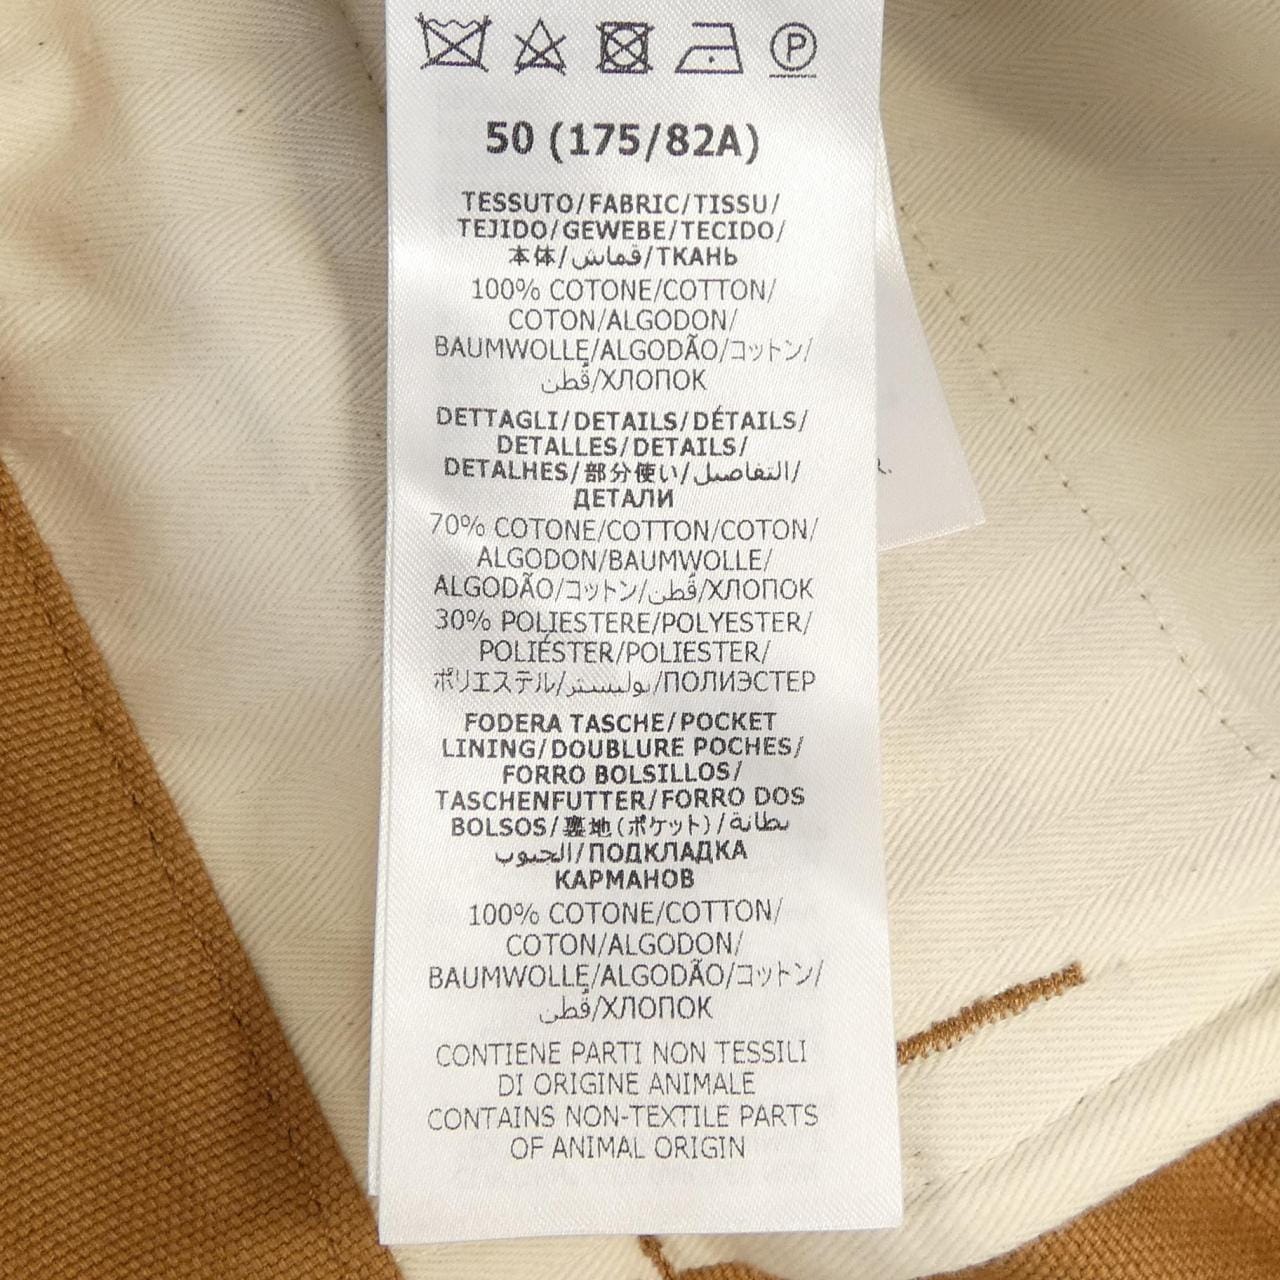 P
50 (175/82A)
TESSUTO/FABRIC/TISSU/
TEJIDO/GEWEBE/TECIDO/
本体/قماش/ТКАНЬ
100% COTONE/COTTON/
COTON/ALGODON/
BAUMWOLLE/ALGODÃO/コットン/
قُطن/ХЛОПОК
DETTAGLI/DETAILS/DÉTAILS/
DETALLES/DETAILS/
DETALHES/部分使い/التفاصيل/
ДЕТАЛИ
70% COTONE/COTTON/COTON/
ALGODON/BAUMWOLLE/
ALGODÃO/コットン/قُطن/ХЛОПОК
30% POLIESTERE/POLYESTER/
POLIÉSTER/POLIESTER/
ポリエステル/بوليستر/ПОЛИЭСТЕР
FODERA TASCHE/POCKET
LINING/DOUBLURE POCHES/
FORRO BOLSILLOS/
TASCHENFUTTER/FORRO DOS
BOLSOS/裏地(ポケット)/بطانة
الجيوب/ПОДКЛАДКА
КАРМАНОВ
100% COTONE/COTTON/
COTON/ALGODON/
BAUMWOLLE/ALGODÃO/コットン/
قُطن/ХЛОПОК
CONTIENE PARTI NON TESSILI
DI ORIGINE ANIMALE
CONTAINS NON-TEXTILE PARTS
OF ANIMAL ORIGIN